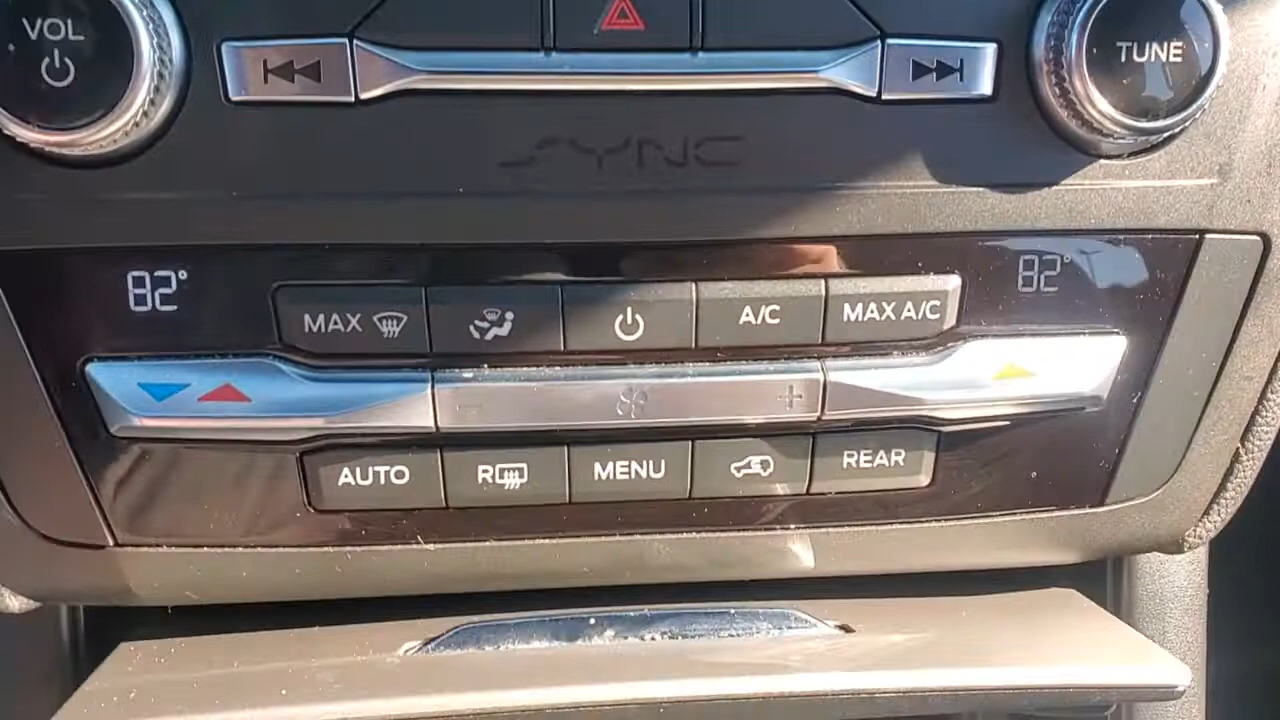 VOL
TUNE
SYNC
82°
82°
MAX
A/C
MAX A/C
- +
AUTO
R
MENU
REAR